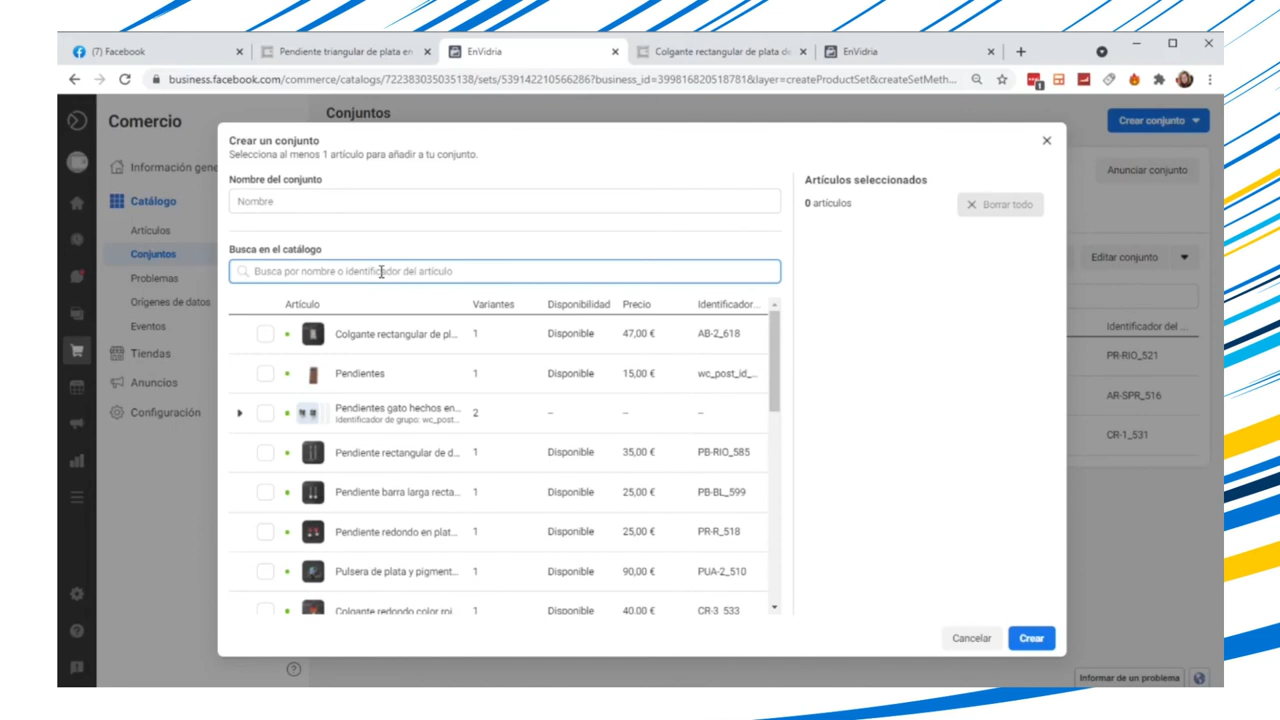 (7) Facebook
Pendiente triangular de plata en
EnVidria
Colgante rectangular de plata de
EnVidria
business.facebook.com/commerce/catalogs/722383035035138/sets/539142210566286?business_id=399816820518781&layer=createProductSet&createSetMeth...
Comercio
Conjuntos
Crear conjunto
Información gene
Anunciar conjunto
Catálogo
Artículos
Conjuntos
Editar conjunto
Problemas
Orígenes de datos
Eventos
Identificador del ...
Tiendas
PR-RIO_521
Anuncios
AR-SPR_516
Configuración
CR-1_531
Crear un conjunto
Selecciona al menos 1 artículo para añadir a tu conjunto.
Nombre del conjunto
Nombre
Artículos seleccionados
0 artículos
Borrar todo
Busca en el catálogo
Busca por nombre o identificador del artículo
Artículo Variantes Disponibilidad Precio Identificador...
Colgante rectangular de pl... 1 Disponible 47,00 € AB-2_618
Pendientes 1 Disponible 15,00 € wc_post_id_...
Pendientes gato hechos en... 2 – – –
Identificador de grupo: wc_post...
Pendiente rectangular de d... 1 Disponible 35,00 € PB-RIO_585
Pendiente barra larga recta... 1 Disponible 25,00 € PB-BL_599
Pendiente redondo en plat... 1 Disponible 25,00 € PR-R_518
Pulsera de plata y pigment... 1 Disponible 90,00 € PUA-2_510
Colgante redondo color roj... 1 Disponible 40,00 € CR-3_533
Cancelar
Crear
Informar de un problema